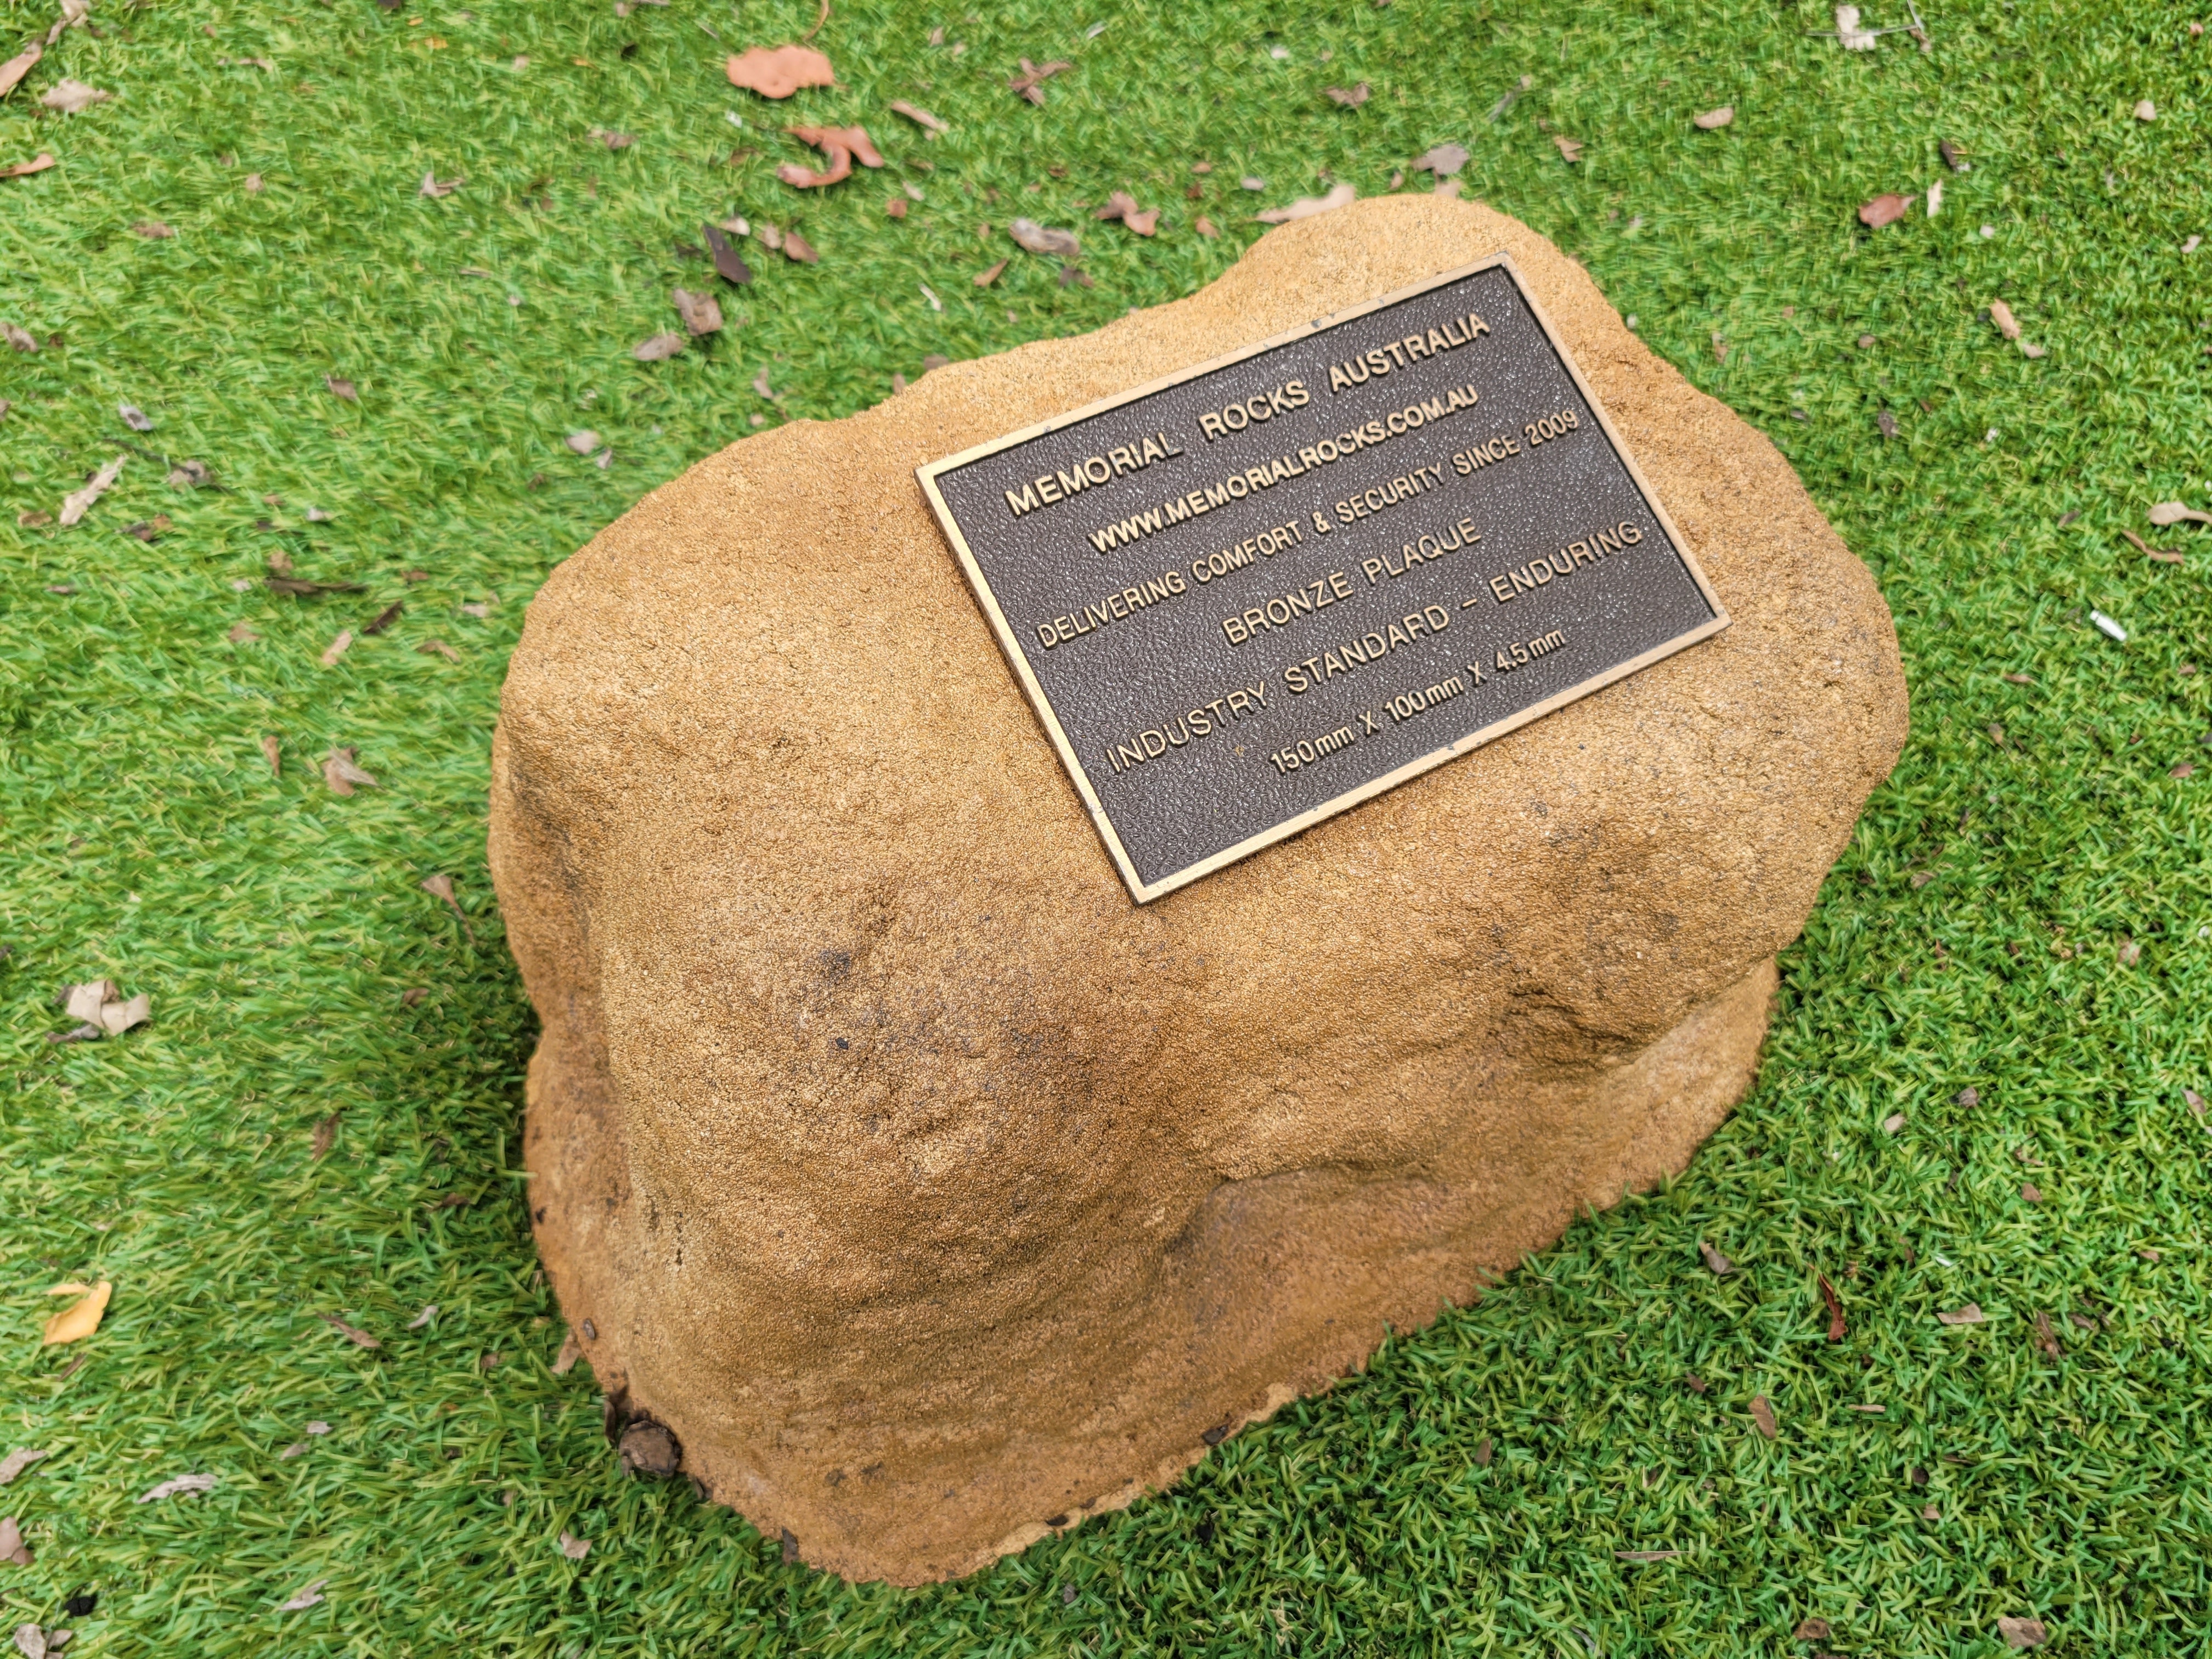 MEMORIAL ROCKS AUSTRALIA
WWW.MEMORIALROCKS.COM.AU
DELIVERING COMFORT & SECURITY SINCE 2009
BRONZE PLAQUE
INDUSTRY STANDARD - ENDURING
150mm X 100mm X 4.5mm